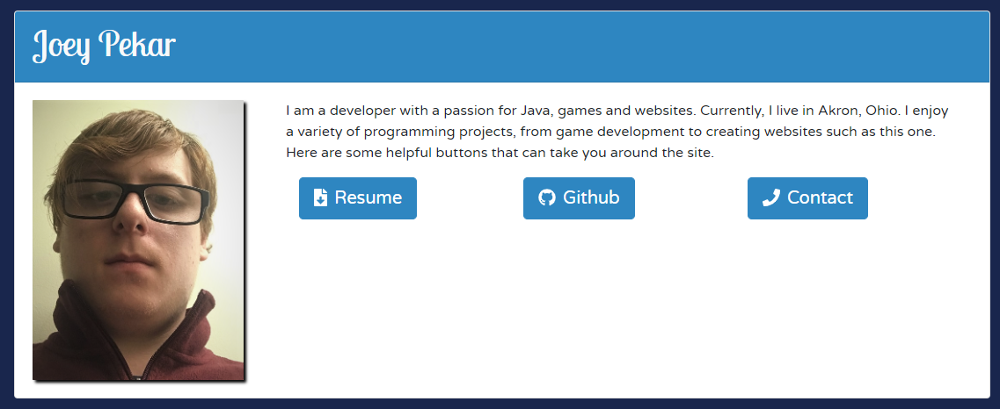 Joey Pekar
I am a developer with a passion for Java, games and websites. Currently, I live in Akron, Ohio. I enjoy
a variety of programming projects, from game development to creating websites such as this one.
Here are some helpful buttons that can take you around the site.
Resume
Github
Contact